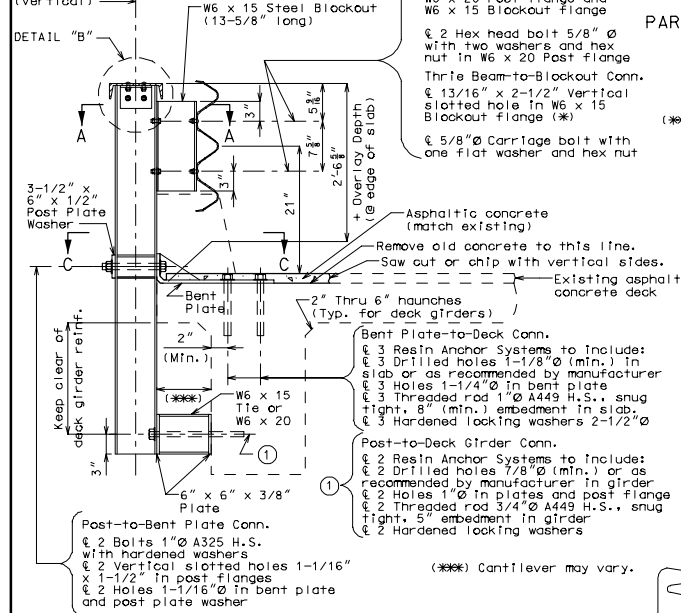 (Vertical)
W6 x 15 Steel Blockout
(13-5/8" long)
DETAIL "B"
W6 x 20 Post flange and
W6 x 15 Blockout flange
PAR
℄ 2 Hex head bolt 5/8" Ø
with two washers and hex
nut in W6 x 20 Post flange
Thrie Beam-to-Blockout Conn.
℄ 13/16" x 2-1/2" Vertical
slotted hole in W6 x 15
Blockout flange (*)
℄ 5/8"Ø Carriage bolt with
one flat washer and hex nut
A
A
3"
5 9/16"
7 5/8"
3"
21"
2'-6 5/8"
+ Overlay Depth
(@ edge of slab)
3-1/2" x
6" x 1/2"
Post Plate
Washer
C
C
Asphaltic concrete
(match existing)
Remove old concrete to this line.
Saw cut or chip with vertical sides.
Existing asphalt
concrete deck
Bent
Plate
2" Thru 6" haunches
(Typ. for deck girders)
2"
(Min.)
Keep clear of
deck girder reinf.
(***)
W6 x 15
Tie or
W6 x 20
3"
1
6" x 6" x 3/8"
Plate
Bent Plate-to-Deck Conn.
℄ 3 Resin Anchor Systems to include:
℄ 3 Drilled holes 1-1/8"Ø (min.) in
slab or as recommended by manufacturer
℄ 3 Holes 1-1/4"Ø in bent plate
℄ 3 Threaded rod 1"Ø A449 H.S., snug
tight, 8" (min.) embedment in slab.
℄ 3 Hardened locking washers 2-1/2"Ø
1
Post-to-Deck Girder Conn.
℄ 2 Resin Anchor Systems to include:
℄ 2 Drilled holes 7/8"Ø (min.) or as
recommended by manufacturer in girder
℄ 2 Holes 1"Ø in plates and post flange
℄ 2 Threaded rod 3/4"Ø A449 H.S., snug
tight, 5" embedment in girder
℄ 2 Hardened locking washers
Post-to-Bent Plate Conn.
℄ 2 Bolts 1"Ø A325 H.S.
with hardened washers
℄ 2 Vertical slotted holes 1-1/16"
x 1-1/2" in post flanges
℄ 2 Holes 1-1/16"Ø in bent plate
and post plate washer
(***) Cantilever may vary.